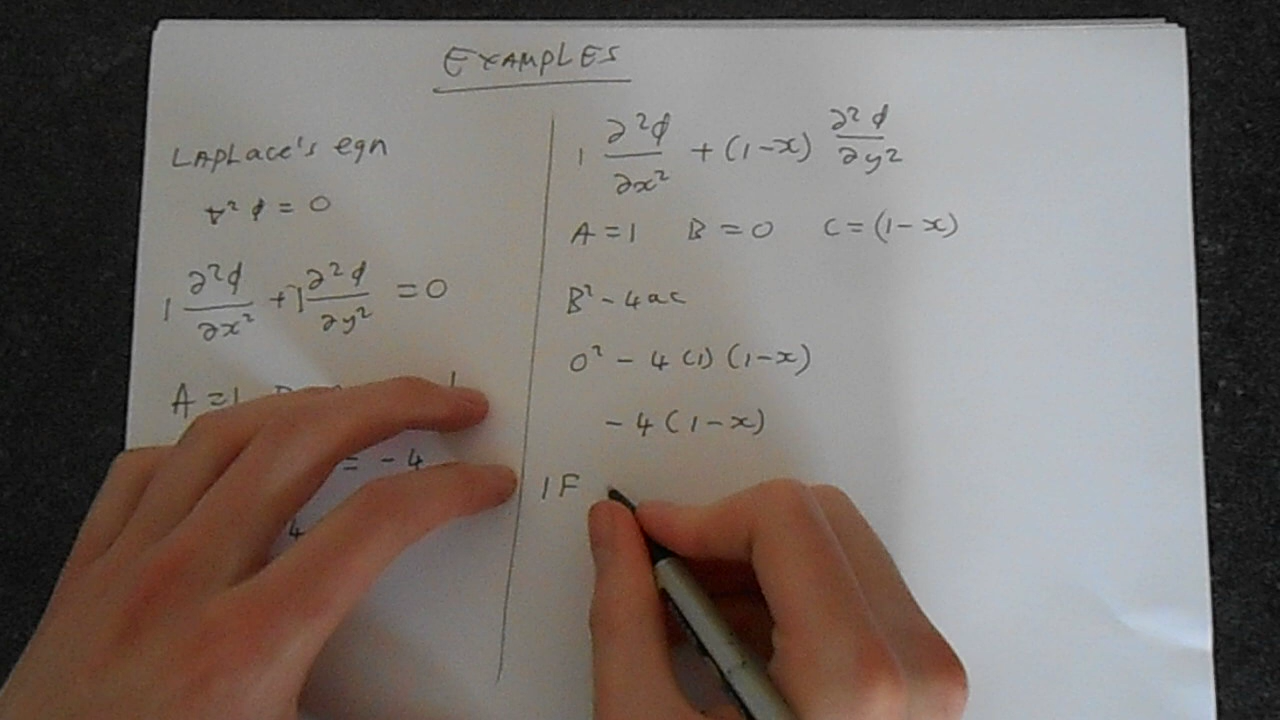 EXAMPLES
LAPLace's eqn
∇² ϕ = 0
1 ∂²ϕ/∂x² + 1 ∂²ϕ/∂y² = 0
A = 1
= - 4
4
1 ∂²ϕ/∂x² + (1-x) ∂²ϕ/∂y²
A = 1 B = 0 C = (1-x)
B² - 4ac
0² - 4 (1) (1-x)
- 4 (1-x)
IF